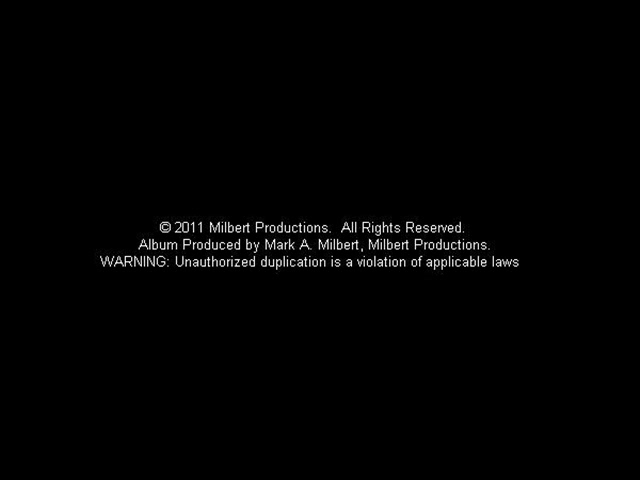 © 2011 Milbert Productions.  All Rights Reserved.
Album Produced by Mark A. Milbert, Milbert Productions.
WARNING: Unauthorized duplication is a violation of applicable laws